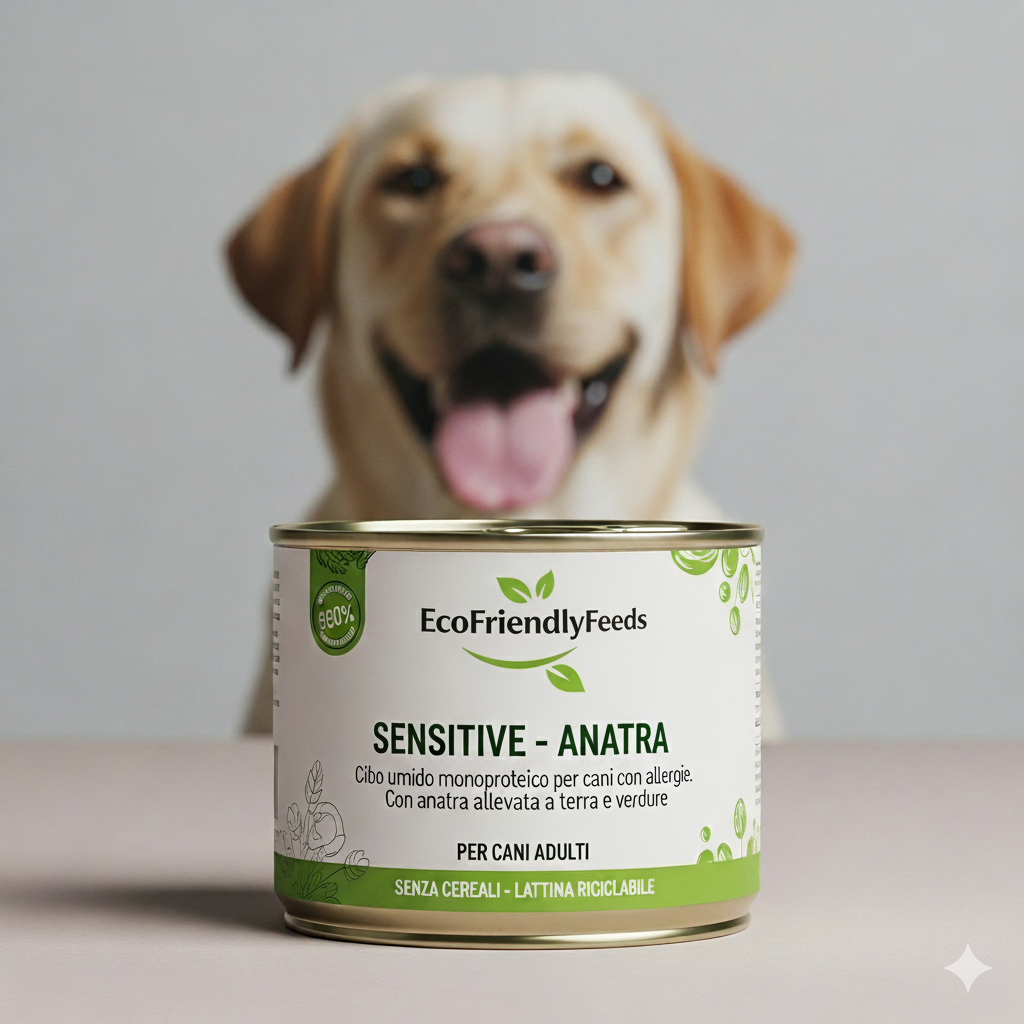 EcoFriendlyFeeds
SENSITIVE - ANATRA
Cibo umido monoproteico per cani con allergie.
Con anatra allevata a terra e verdure
PER CANI ADULTI
SENZA CEREALI - LATTINA RICICLABILE